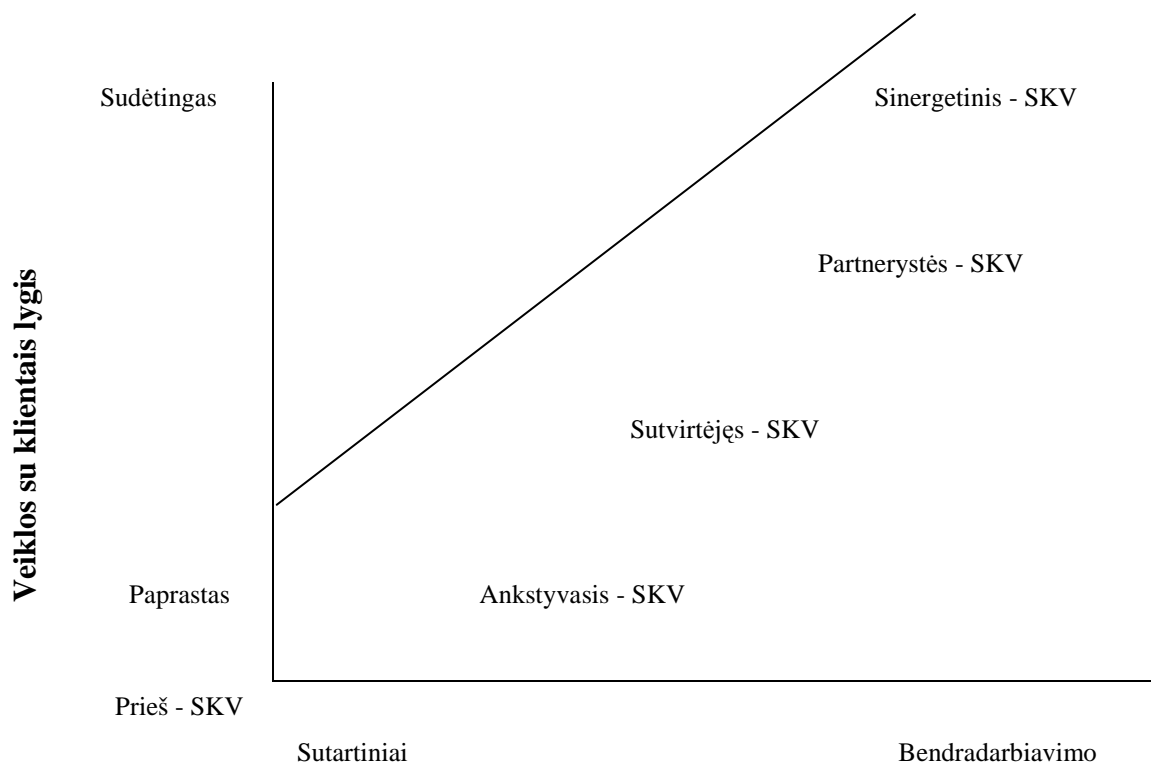 Sudėtingas
Sinergetinis - SKV
Partnerystės - SKV
Veiklos su klientais lygis
Sutvirtėjęs - SKV
Paprastas
Ankstyvasis - SKV
Prieš - SKV
Sutartiniai
Bendradarbiavimo